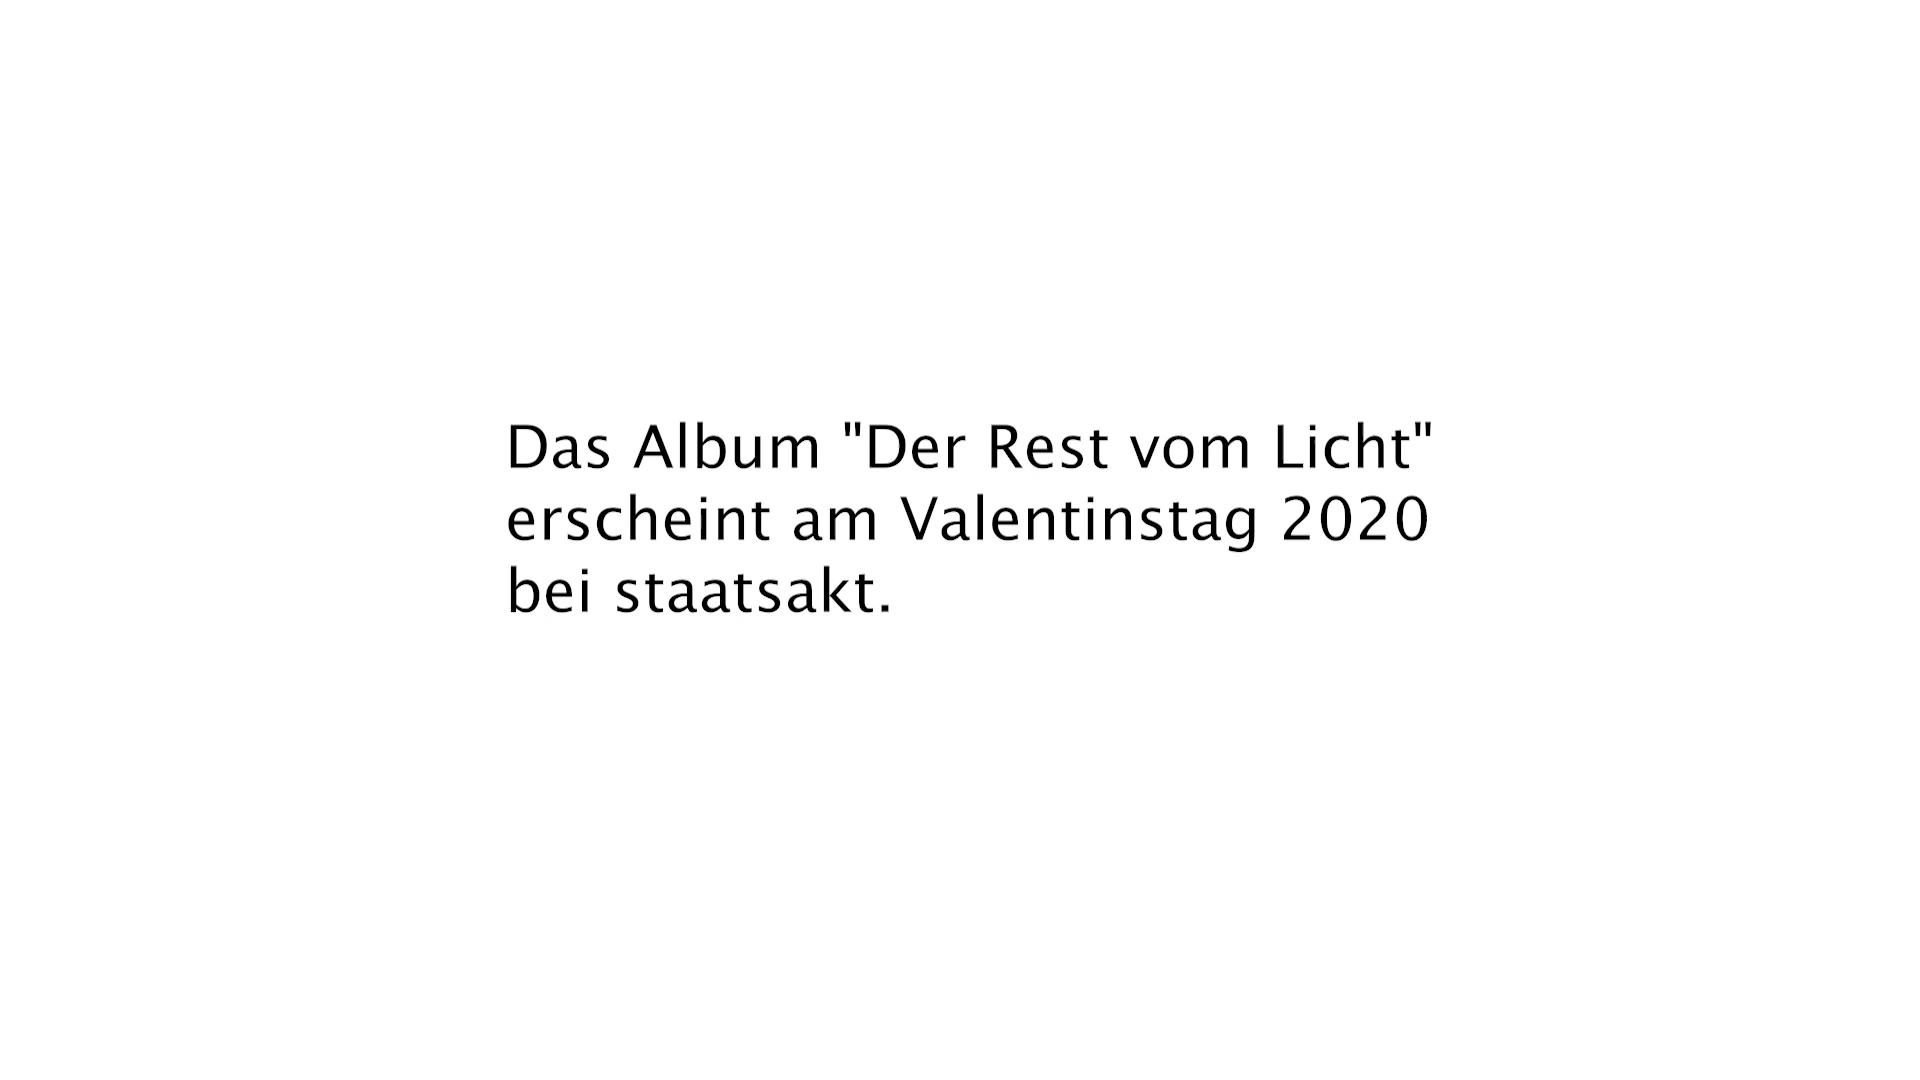 Das Album "Der Rest vom Licht"
erscheint am Valentinstag 2020
bei staatsakt.